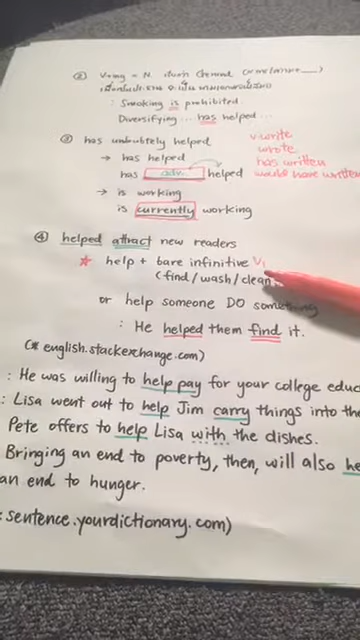 ② V+ing = N.
: Smoking is prohibited.
Diversifying ... has helped ...
③ has undoubtely helped
→ has helped
has adv. helped
→ is working
is currently working
v. write
wrote
has written
would have written
④ helped attract new readers
* help + bare infinitive V1
(find/wash/clean
or help someone DO something
: He helped them find it.
(* english.stackexchange.com)
: He was willing to help pay for your college educ
: Lisa went out to help Jim carry things into the
Pete offers to help Lisa with the dishes.
Bringing an end to poverty, then, will also he
an end to hunger.
: sentence.yourdictionary.com)